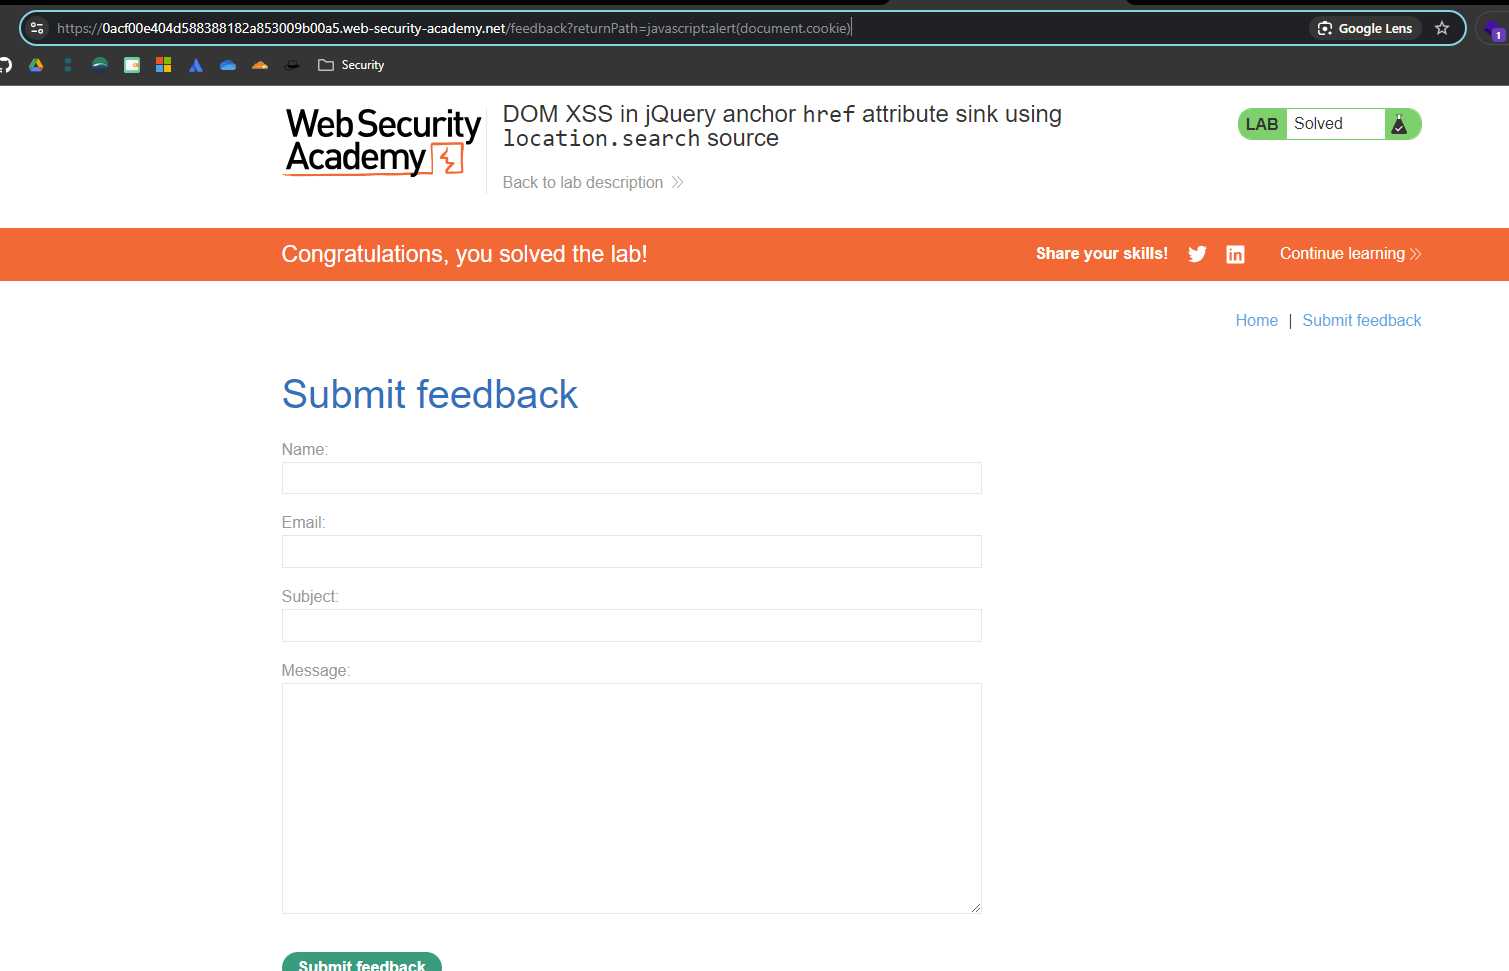 https://0acf00e404d588388182a853009b00a5.web-security-academy.net/feedback?returnPath=javascript:alert(document.cookie)
Google Lens
1
Security
Web Security
Academy
DOM XSS in jQuery anchor href attribute sink using
location.search source
Back to lab description
LAB Solved
Congratulations, you solved the lab!
Share your skills!
Continue learning
Home | Submit feedback
Submit feedback
Name:
Email:
Subject:
Message:
Submit feedback